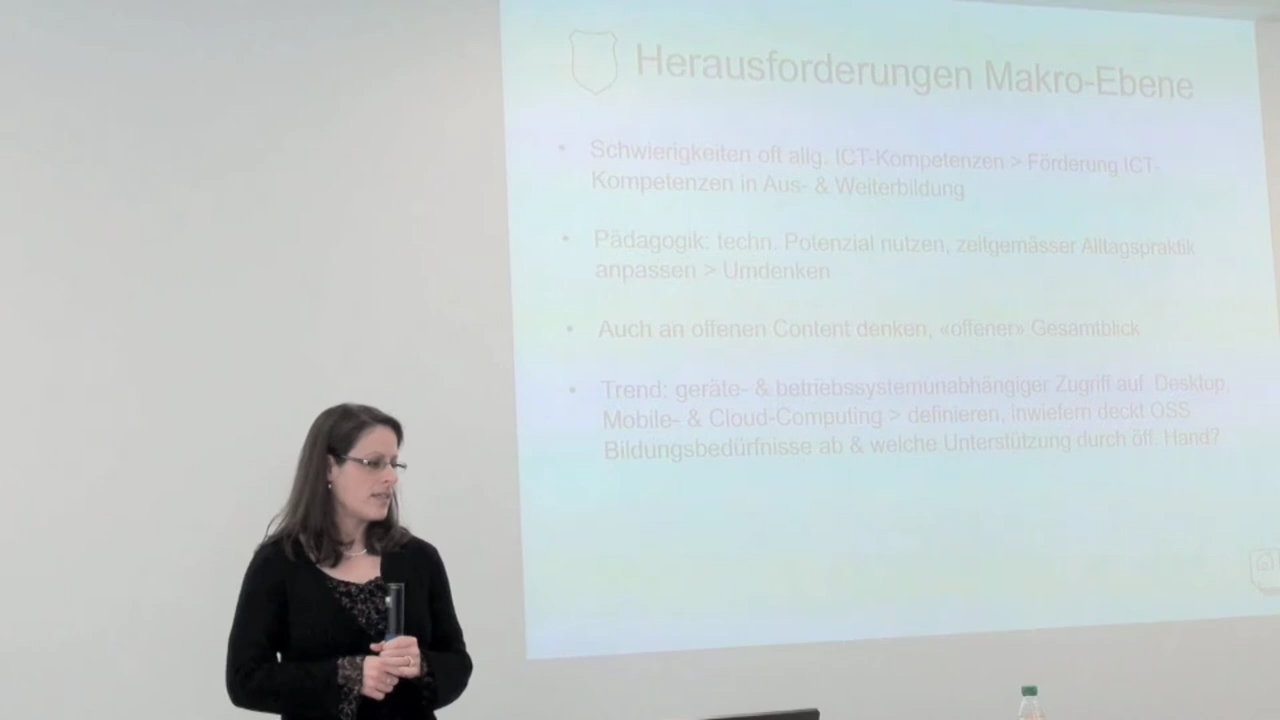 Herausforderungen Makro-Ebene
• Schwierigkeiten oft allg. ICT-Kompetenzen > Förderung ICT-
Kompetenzen in Aus- & Weiterbildung
• Pädagogik: techn. Potenzial nutzen, zeitgemässer Alltagspraktik
anpassen > Umdenken
• Auch an offenen Content denken, «offener» Gesamtblick
• Trend: geräte- & betriebssystemunabhängiger Zugriff auf Desktop,
Mobile- & Cloud-Computing > definieren, inwiefern deckt OSS
Bildungsbedürfnisse ab & welche Unterstützung durch öff. Hand?